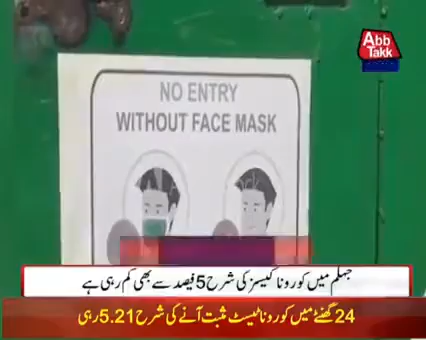 Abb
Takk
NO ENTRY
WITHOUT FACE MASK
جہلم میں کورونا کیسز کی شرح 5 فیصد سے بھی کم رہی ہے
24 گھنٹے میں کورونا ٹیسٹ مثبت آنے کی شرح 5.21 رہی